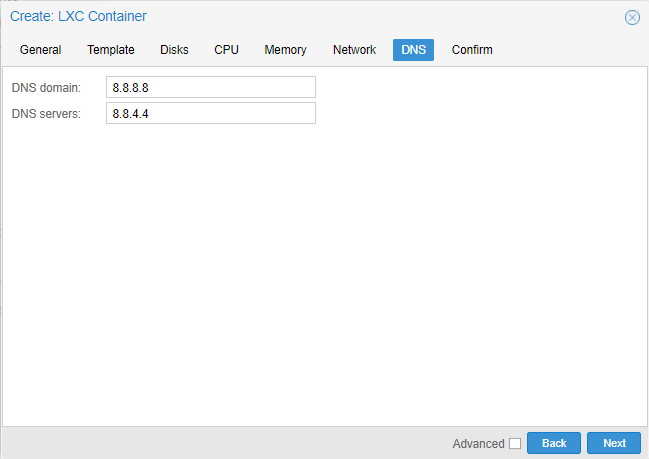 Create: LXC Container
General Template Disks CPU Memory Network DNS Confirm
DNS domain: 8.8.8.8
DNS servers: 8.8.4.4
Advanced Back Next